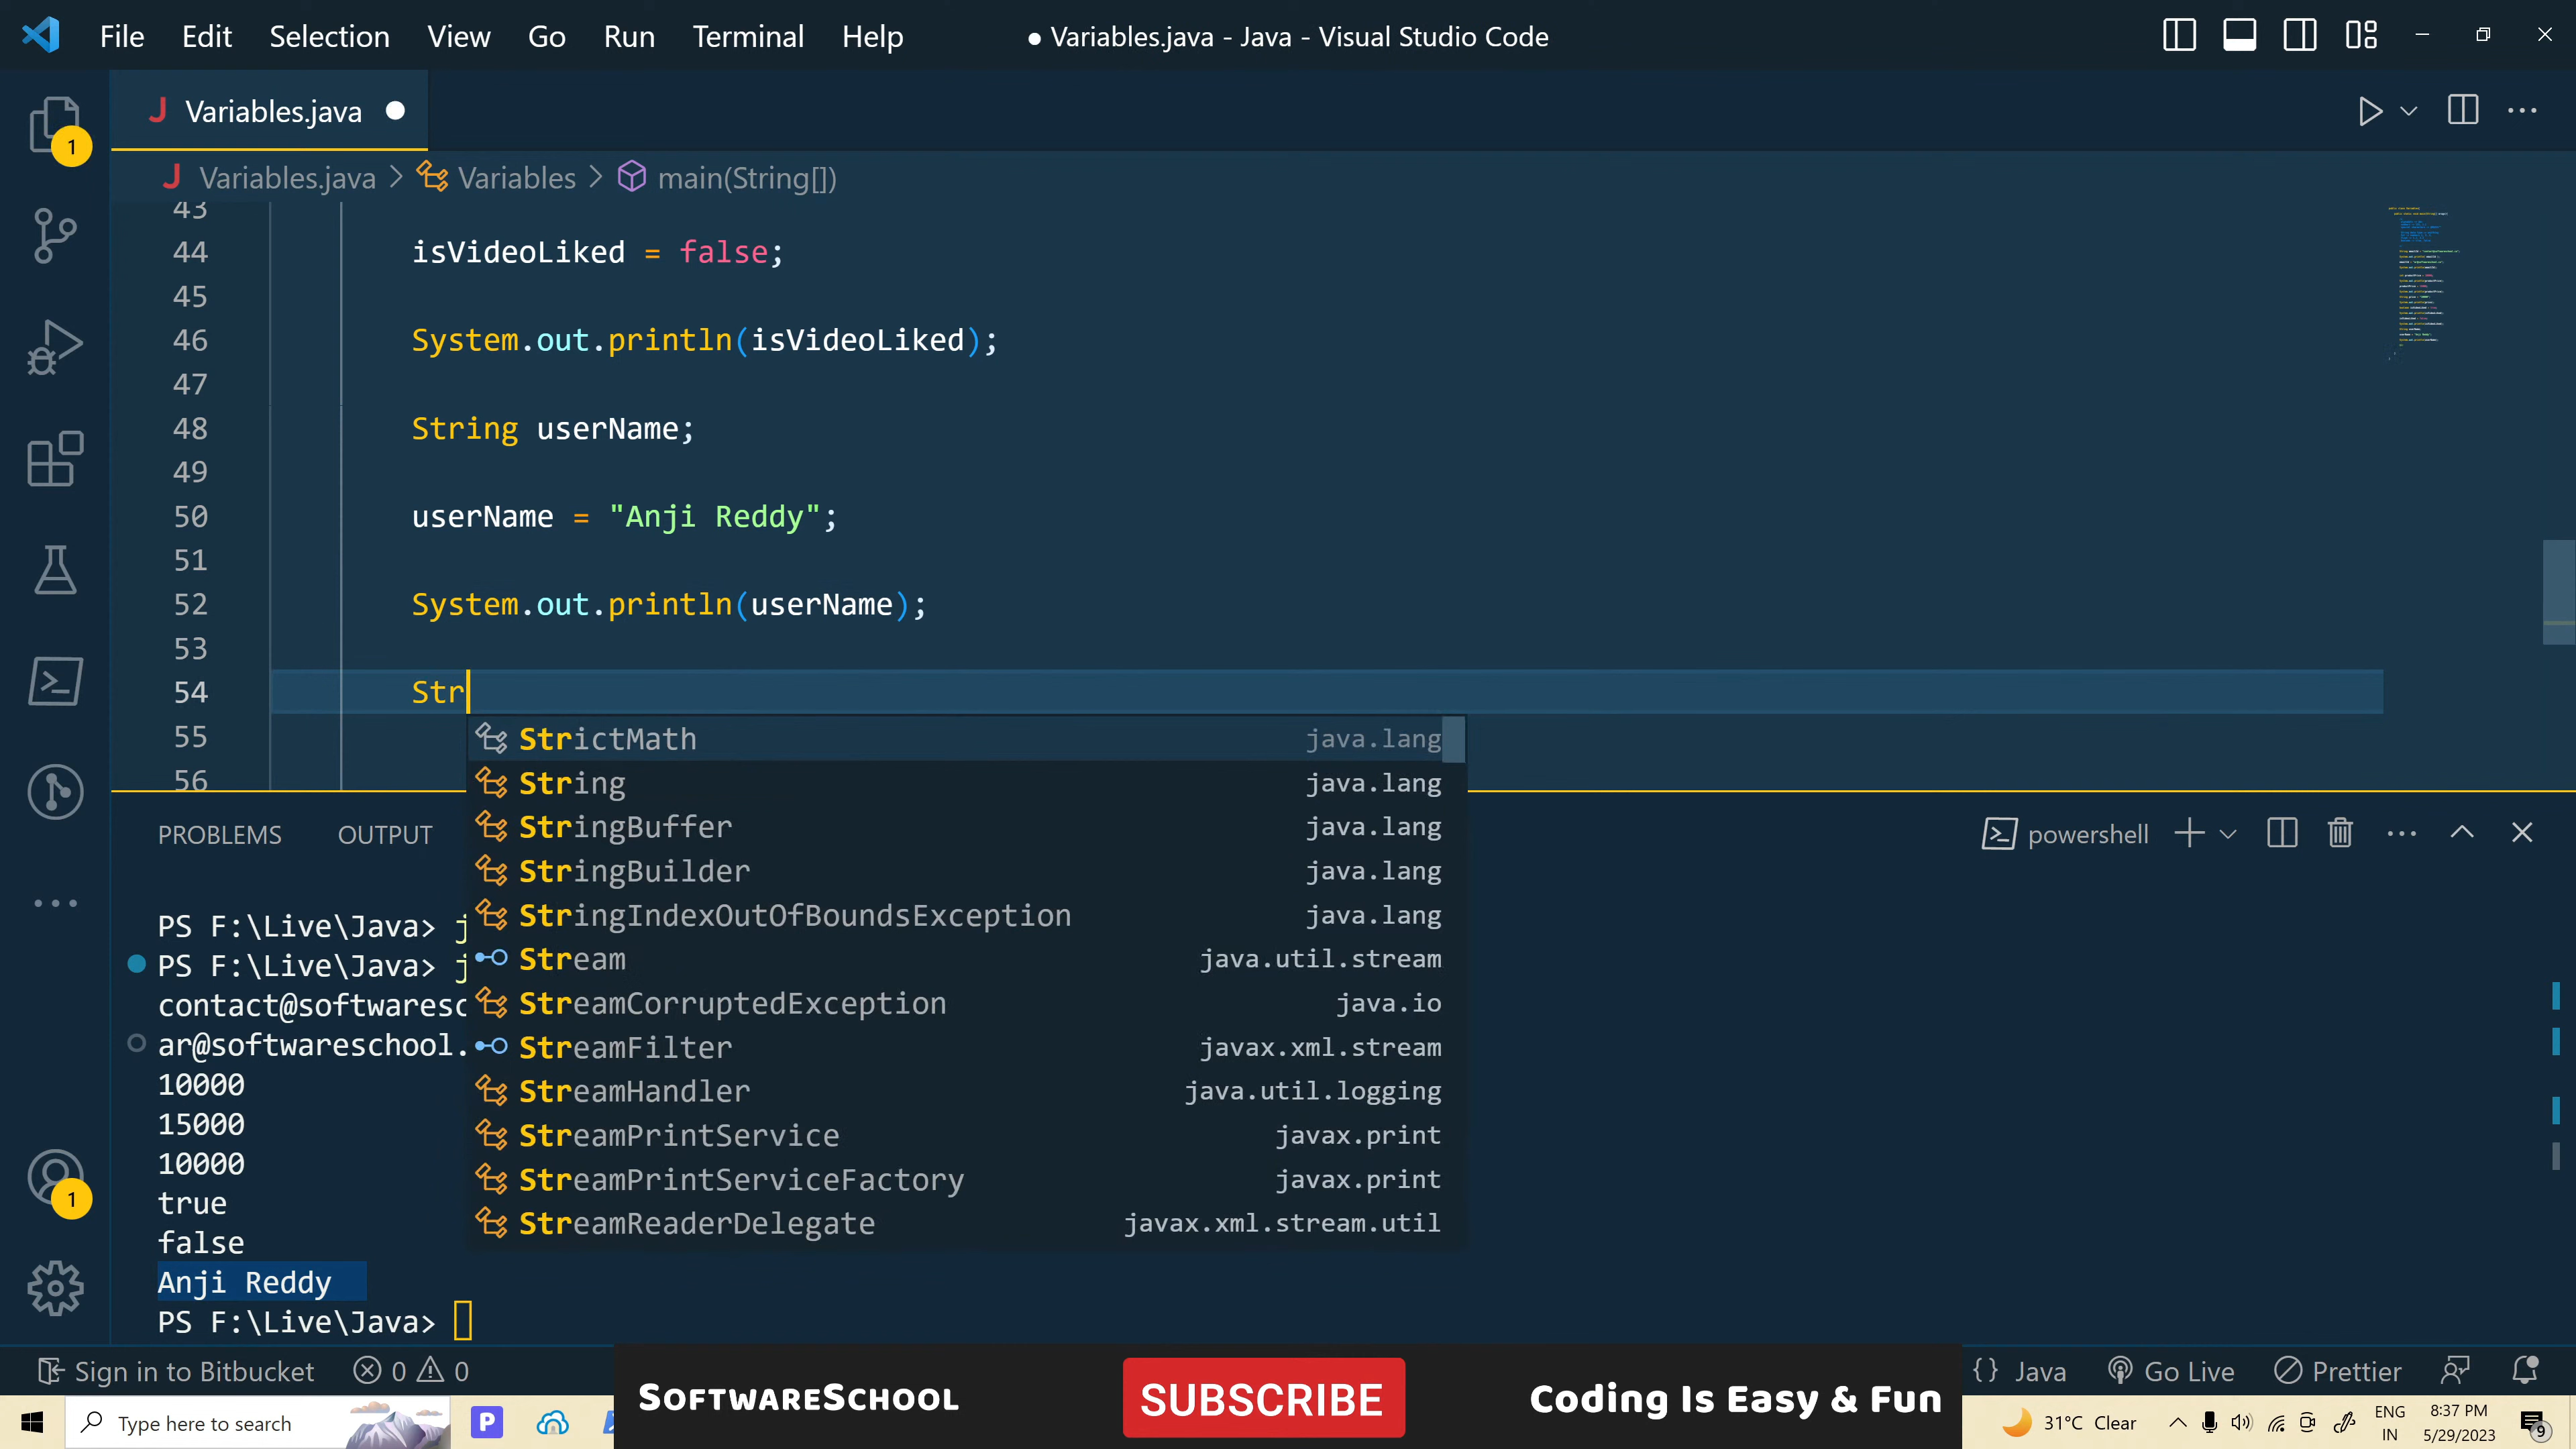 File Edit Selection View Go Run Terminal Help
● Variables.java - Java - Visual Studio Code
J Variables.java ●
J Variables.java > Variables > main(String[])
43
44 isVideoLiked = false;
45
46 System.out.println(isVideoLiked);
47
48 String userName;
49
50 userName = "Anji Reddy";
51
52 System.out.println(userName);
53
54 Str
55
56
StrictMath java.lang
String java.lang
StringBuffer java.lang
StringBuilder java.lang
StringIndexOutOfBoundsException java.lang
Stream java.util.stream
StreamCorruptedException java.io
StreamFilter javax.xml.stream
StreamHandler java.util.logging
StreamPrintService javax.print
StreamPrintServiceFactory javax.print
StreamReaderDelegate javax.xml.stream.util
PROBLEMS OUTPUT powershell
PS F:\Live\Java> j
PS F:\Live\Java> j
contact@softwaresc
ar@softwareschool.
10000
15000
10000
true
false
Anji Reddy
PS F:\Live\Java>
1
1
Sign in to Bitbucket 0 0 {} Java Go Live Prettier
SOFTWARESCHOOL SUBSCRIBE Coding Is Easy & Fun
Type here to search P 31°C Clear ENG IN 8:37 PM 5/29/2023 9